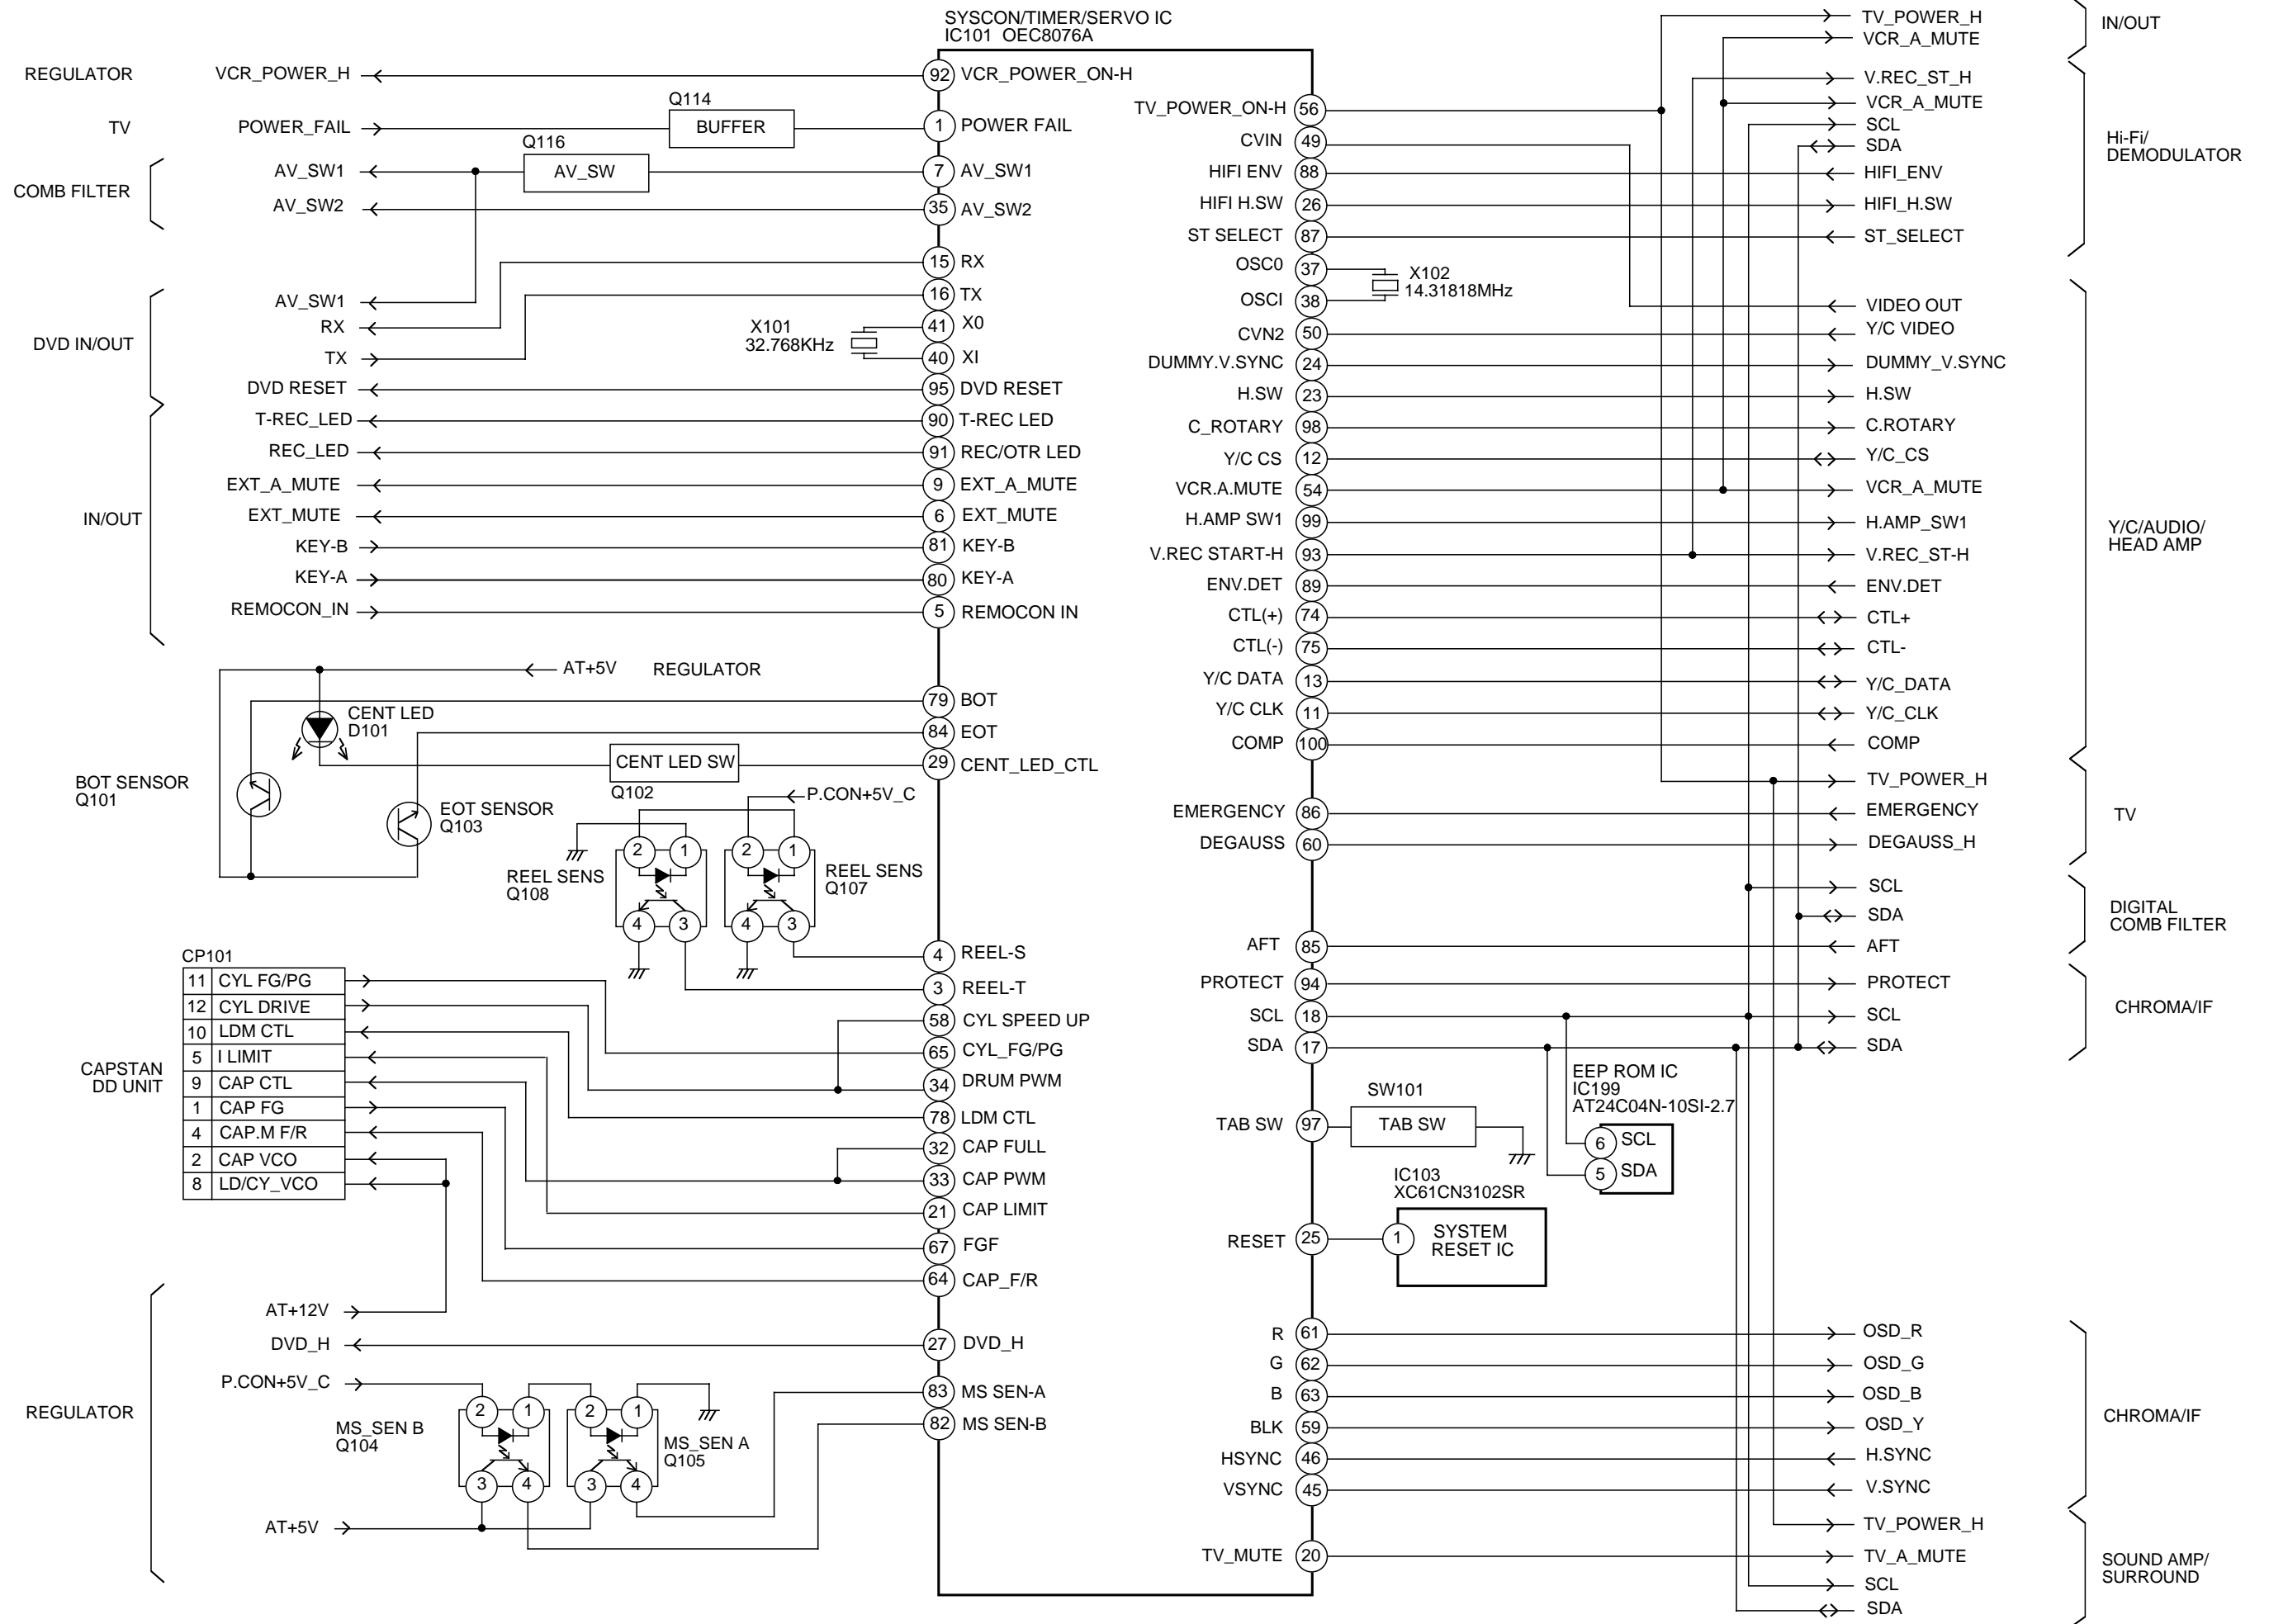 SYSCON/TIMER/SERVO IC
IC101 OEC8076A
REGULATOR
VCR_POWER_H
92
VCR_POWER_ON-H
Q114
TV
POWER_FAIL
BUFFER
1
POWER FAIL
Q116
COMB FILTER
AV_SW1
AV_SW
7
AV_SW1
AV_SW2
35
AV_SW2
15
RX
16
TX
DVD IN/OUT
AV_SW1
RX
TX
X101
32.768KHz
41
X0
40
XI
DVD RESET
95
DVD RESET
IN/OUT
T-REC_LED
90
T-REC LED
REC_LED
91
REC/OTR LED
EXT_A_MUTE
9
EXT_A_MUTE
EXT_MUTE
6
EXT_MUTE
KEY-B
81
KEY-B
KEY-A
80
KEY-A
REMOCON_IN
5
REMOCON IN
AT+5V
REGULATOR
79
BOT
CENT LED
D101
84
EOT
CENT LED SW
Q102
29
CENT_LED_CTL
BOT SENSOR
Q101
EOT SENSOR
Q103
P.CON+5V_C
2
1
2
1
REEL SENS
Q108
REEL SENS
Q107
4
3
4
3
4
REEL-S
3
REEL-T
CP101
CAPSTAN
DD UNIT
11 CYL FG/PG
12 CYL DRIVE
10 LDM CTL
5 I LIMIT
9 CAP CTL
1 CAP FG
4 CAP.M F/R
2 CAP VCO
8 LD/CY_VCO
58
CYL SPEED UP
65
CYL_FG/PG
34
DRUM PWM
78
LDM CTL
32
CAP FULL
33
CAP PWM
21
CAP LIMIT
67
FGF
64
CAP_F/R
REGULATOR
AT+12V
DVD_H
27
DVD_H
P.CON+5V_C
83
MS SEN-A
82
MS SEN-B
2
1
2
1
MS_SEN B
Q104
MS_SEN A
Q105
3
4
3
4
AT+5V
TV_POWER_H
VCR_A_MUTE
IN/OUT
V.REC_ST_H
VCR_A_MUTE
SCL
SDA
Hi-Fi/
DEMODULATOR
TV_POWER_ON-H
56
CVIN
49
HIFI ENV
88
HIFI_ENV
HIFI H.SW
26
HIFI_H.SW
ST SELECT
87
ST_SELECT
OSC0
37
X102
14.31818MHz
OSCI
38
VIDEO OUT
CVN2
50
Y/C VIDEO
DUMMY.V.SYNC
24
DUMMY_V.SYNC
H.SW
23
H.SW
C_ROTARY
98
C.ROTARY
Y/C CS
12
Y/C_CS
VCR.A.MUTE
54
VCR_A_MUTE
H.AMP SW1
99
H.AMP_SW1
Y/C/AUDIO/
HEAD AMP
V.REC START-H
93
V.REC_ST-H
ENV.DET
89
ENV.DET
CTL(+)
74
CTL+
CTL(-)
75
CTL-
Y/C DATA
13
Y/C_DATA
Y/C CLK
11
Y/C_CLK
COMP
100
COMP
TV_POWER_H
EMERGENCY
86
EMERGENCY
TV
DEGAUSS
60
DEGAUSS_H
SCL
SDA
DIGITAL
COMB FILTER
AFT
85
AFT
PROTECT
94
PROTECT
CHROMA/IF
SCL
18
SCL
SDA
17
SDA
EEP ROM IC
IC199
AT24C04N-10SI-2.7
6
SCL
5
SDA
SW101
TAB SW
97
TAB SW
IC103
XC61CN3102SR
RESET
25
1
SYSTEM
RESET IC
R
61
OSD_R
G
62
OSD_G
B
63
OSD_B
BLK
59
OSD_Y
CHROMA/IF
HSYNC
46
H.SYNC
VSYNC
45
V.SYNC
TV_POWER_H
TV_MUTE
20
TV_A_MUTE
SCL
SDA
SOUND AMP/
SURROUND